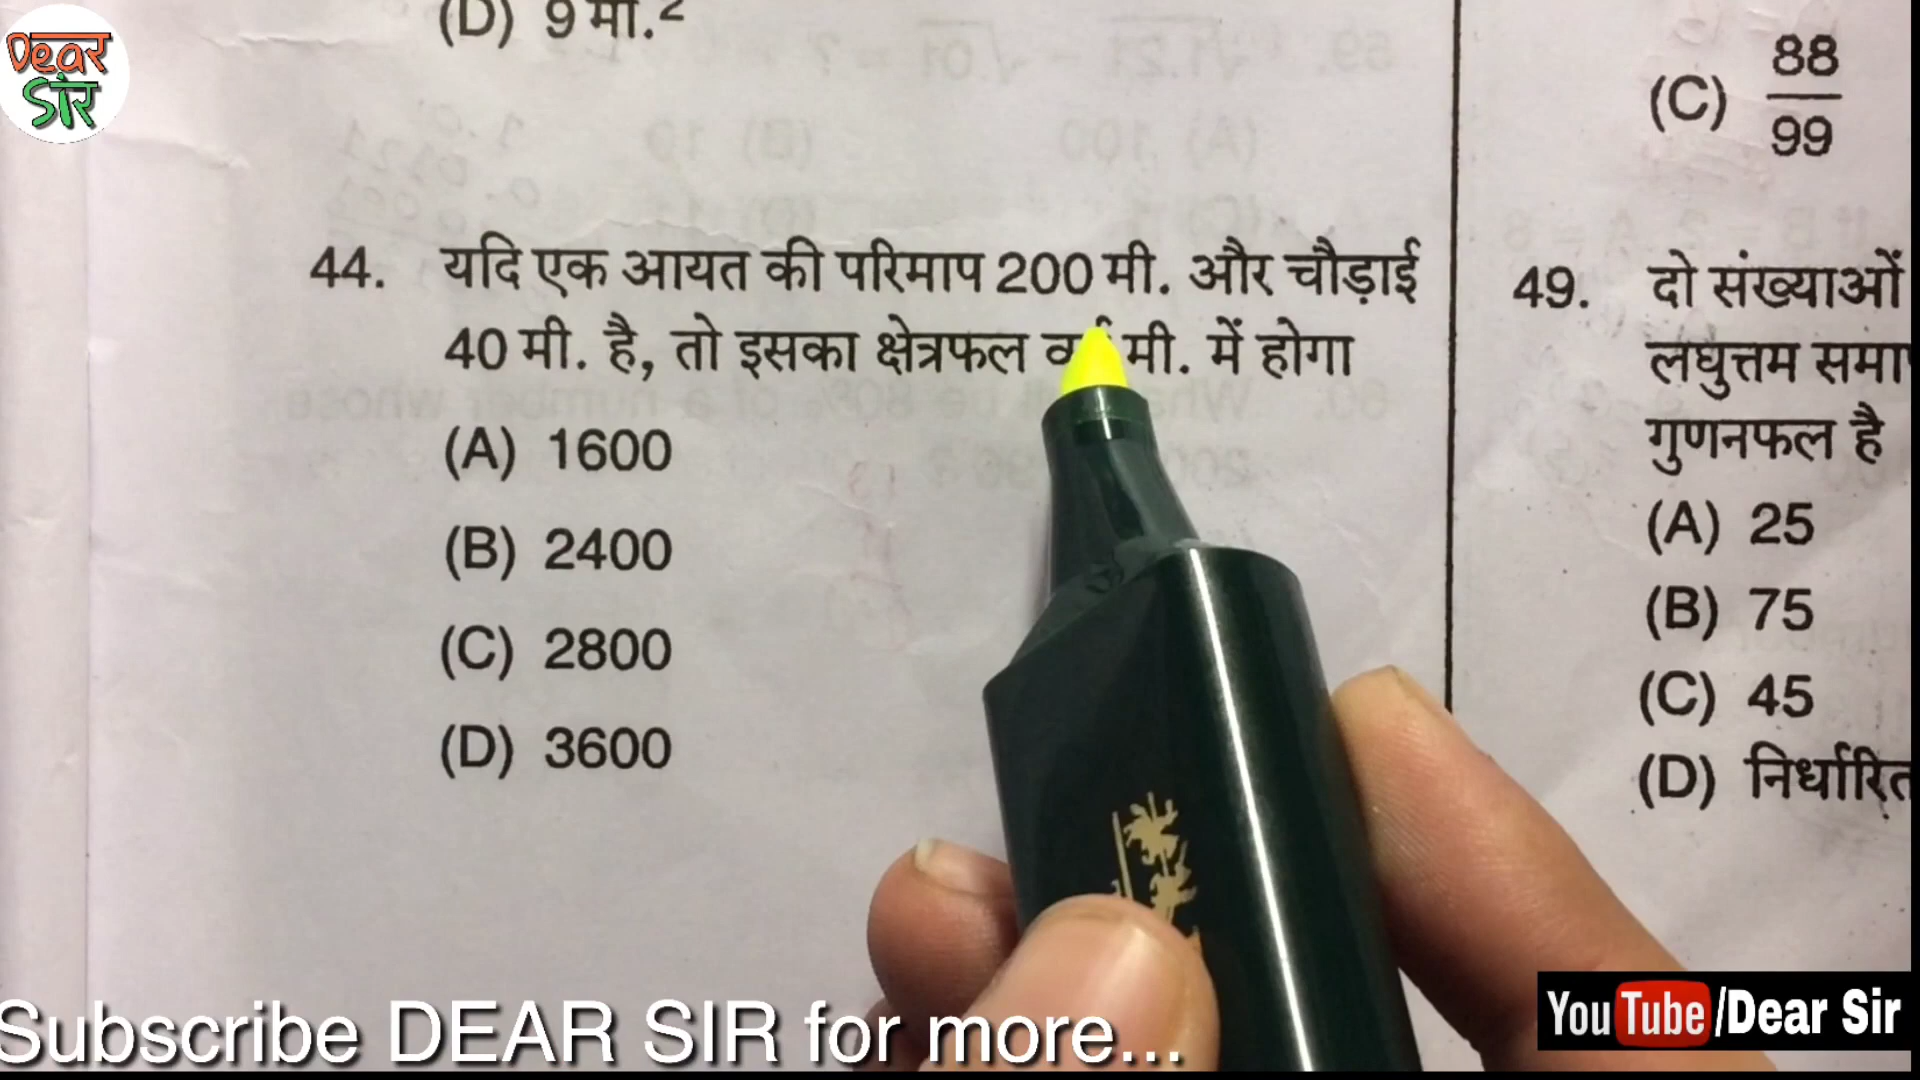 Dear
Sir
(D) 9 मी.²
44. यदि एक आयत की परिमाप 200 मी. और चौड़ाई
40 मी. है, तो इसका क्षेत्रफल मी. में होगा
(A) 1600
(B) 2400
(C) 2800
(D) 3600
(C) 88
99
49. दो संख्याओं
लघुत्तम समा
गुणनफल है
(A) 25
(B) 75
(C) 45
(D) निर्धारित
Subscribe DEAR SIR for more...
YouTube/Dear Sir